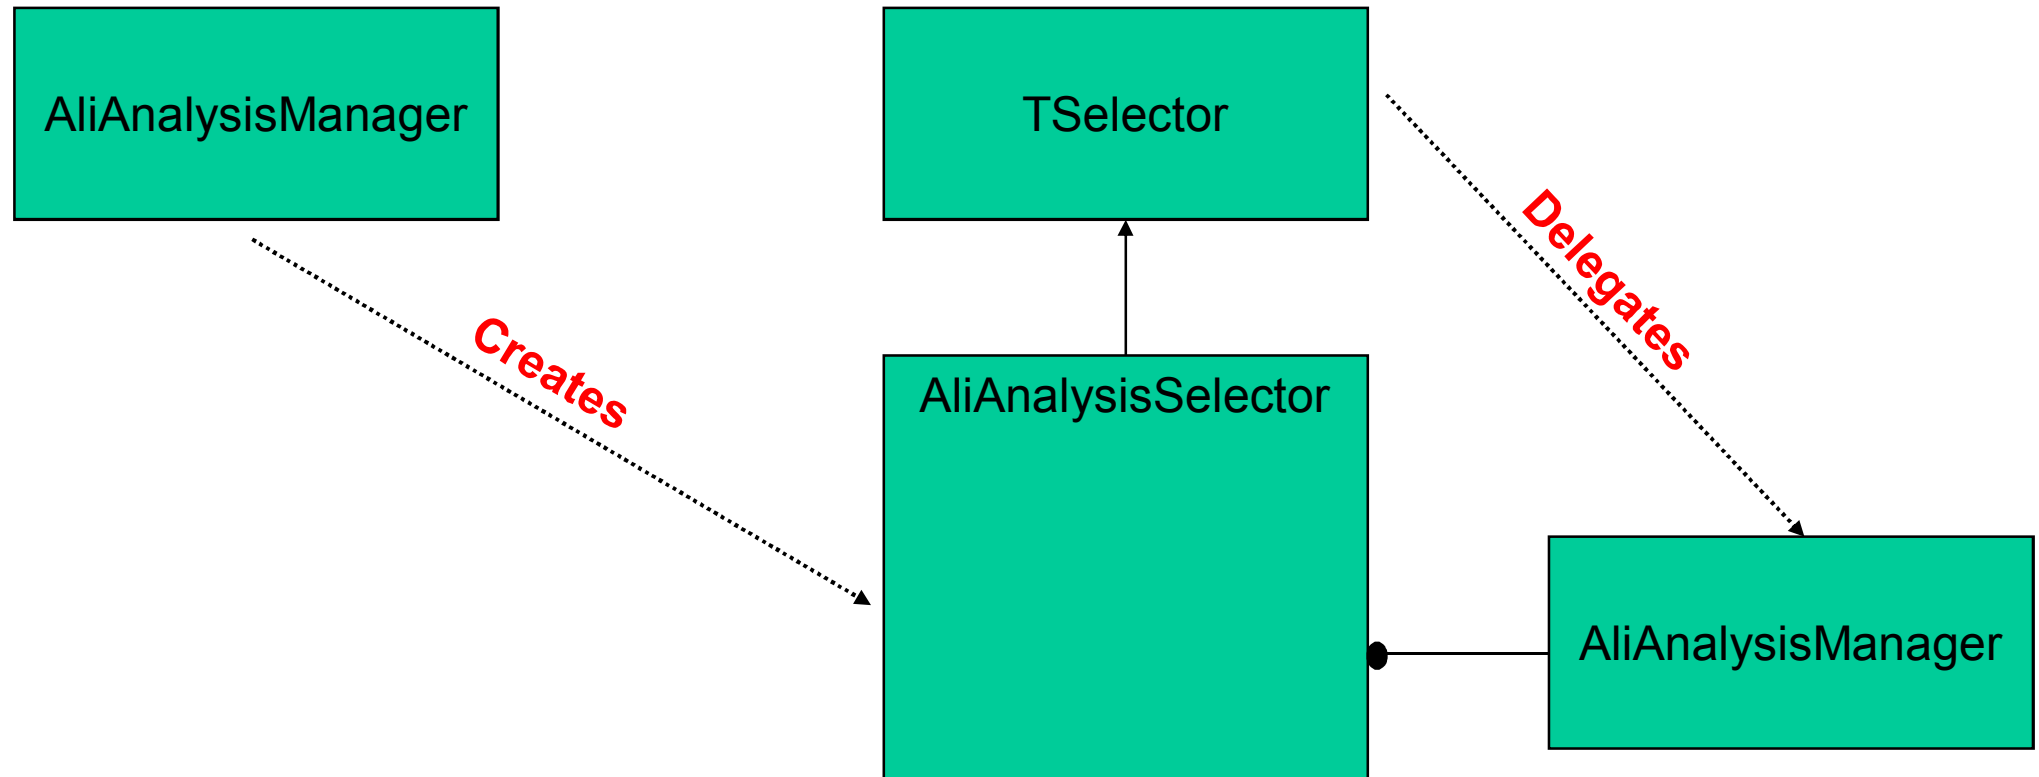 AliAnalysisManager
TSelector
Delegates
Creates
AliAnalysisSelector
AliAnalysisManager